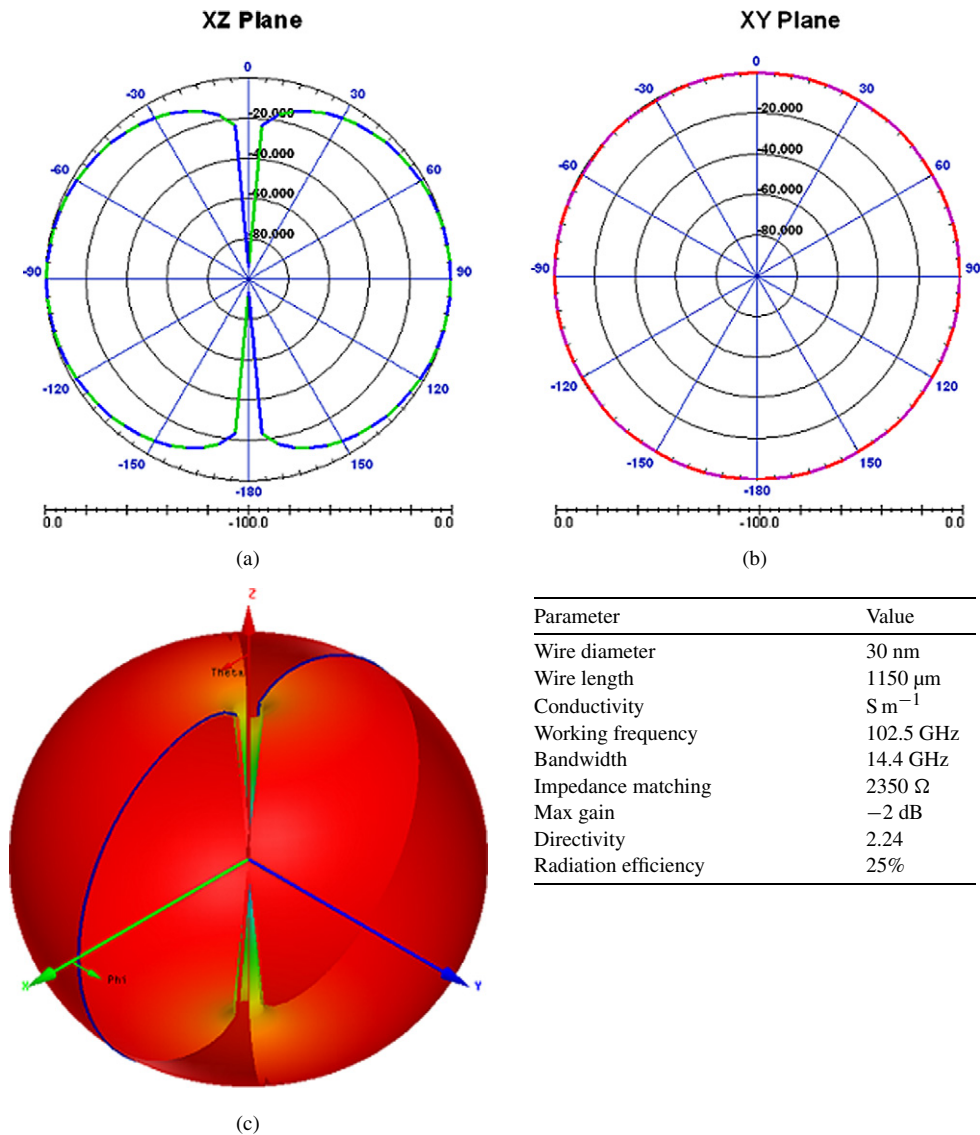 XZ Plane
0
-30
30
-20.000
-60
-40.000
60
-60.000
-80.000
-90
90
-120
120
-150
150
-180
0.0 -100.0 0.0
(a)
XY Plane
0
-30
30
-20.000
-60
-40.000
60
-60.000
-80.000
-90
90
-120
120
-150
150
-180
0.0 -100.0 0.0
(b)
Z
Theta
X
Phi
Y
(c)
Parameter Value
Wire diameter 30 nm
Wire length 1150 μm
Conductivity S m⁻¹
Working frequency 102.5 GHz
Bandwidth 14.4 GHz
Impedance matching 2350 Ω
Max gain −2 dB
Directivity 2.24
Radiation efficiency 25%